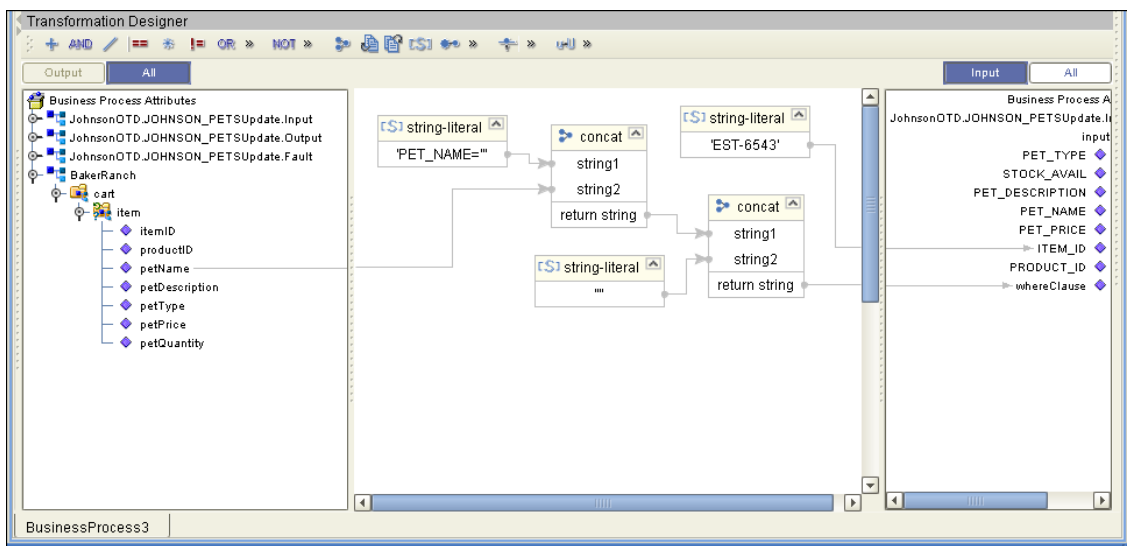 Transformation Designer
AND == != OR » NOT » [S] » » »
Output All Input All
Business Process Attributes
JohnsonOTD.JOHNSON_PETSUpdate.Input
JohnsonOTD.JOHNSON_PETSUpdate.Output
JohnsonOTD.JOHNSON_PETSUpdate.Fault
BakerRanch
cart
item
itemID
productID
petName
petDescription
petType
petPrice
petQuantity
[S] string-literal
'PET_NAME="'
concat
string1
string2
return string
[S] string-literal
'EST-6543'
concat
string1
string2
return string
[S] string-literal
'"'
Business Process A
JohnsonOTD.JOHNSON_PETSUpdate.I
input
PET_TYPE
STOCK_AVAIL
PET_DESCRIPTION
PET_NAME
PET_PRICE
ITEM_ID
PRODUCT_ID
whereClause
BusinessProcess3